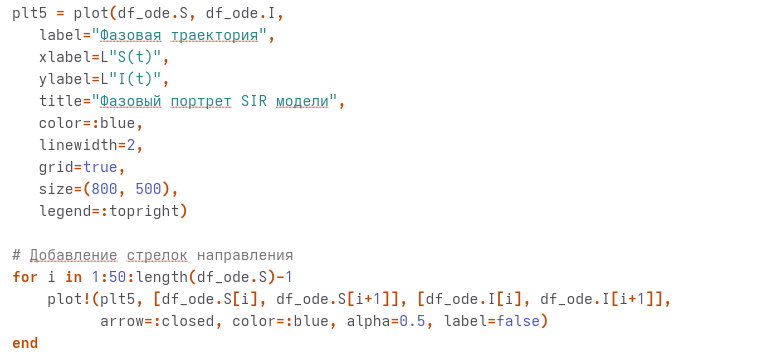 plt5 = plot(df_ode.S, df_ode.I,
   label="Фазовая траектория",
   xlabel=L"S(t)",
   ylabel=L"I(t)",
   title="Фазовый портрет SIR модели",
   color=:blue,
   linewidth=2,
   grid=true,
   size=(800, 500),
   legend=:topright)

# Добавление стрелок направления
for i in 1:50:length(df_ode.S)-1
    plot!(plt5, [df_ode.S[i], df_ode.S[i+1]], [df_ode.I[i], df_ode.I[i+1]],
          arrow=:closed, color=:blue, alpha=0.5, label=false)
end